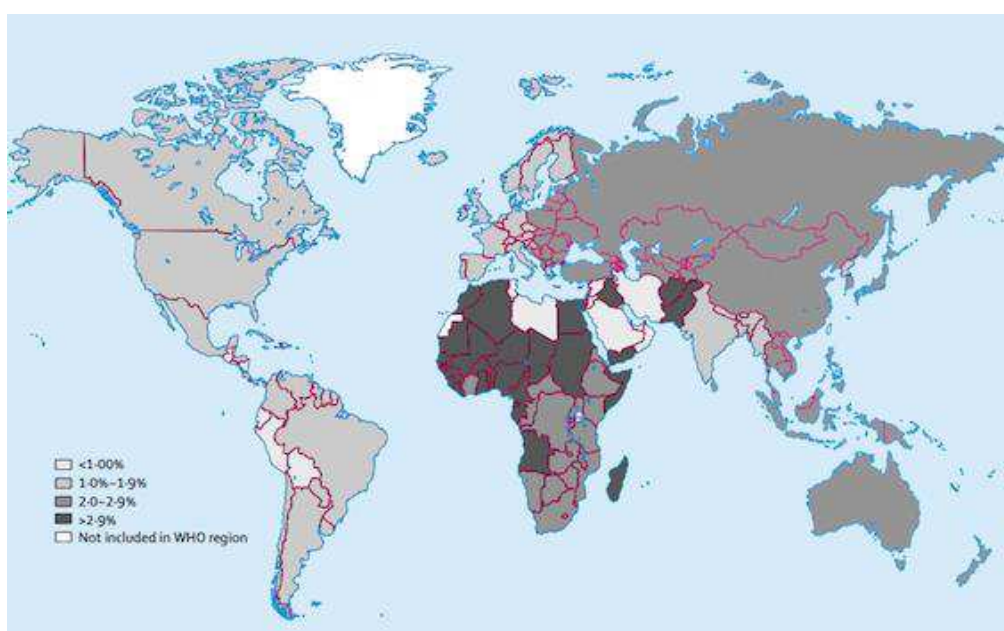 <1·00%
1·0%–1·9%
2·0–2·9%
>2·9%
Not included in WHO region